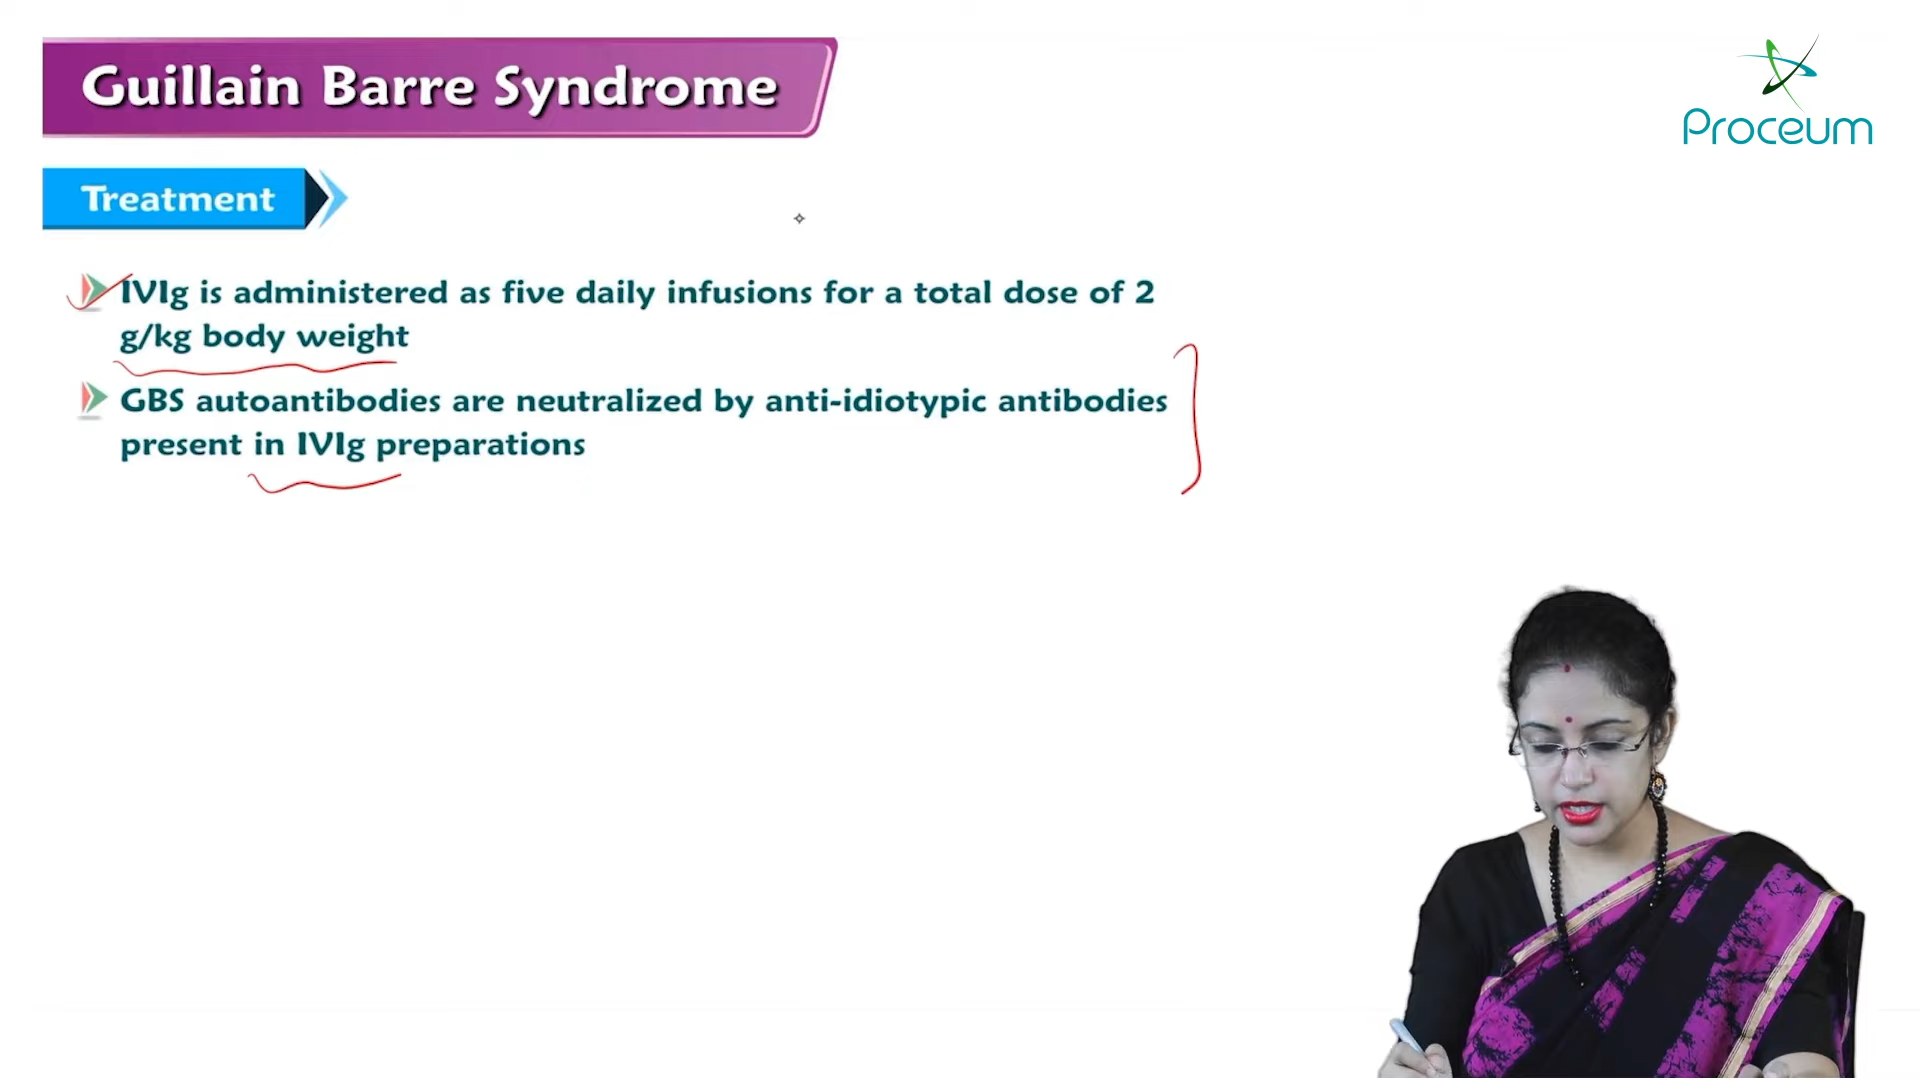 Guillain Barre Syndrome
Proceum
Treatment
IVIg is administered as five daily infusions for a total dose of 2
g/kg body weight
GBS autoantibodies are neutralized by anti-idiotypic antibodies
present in IVIg preparations